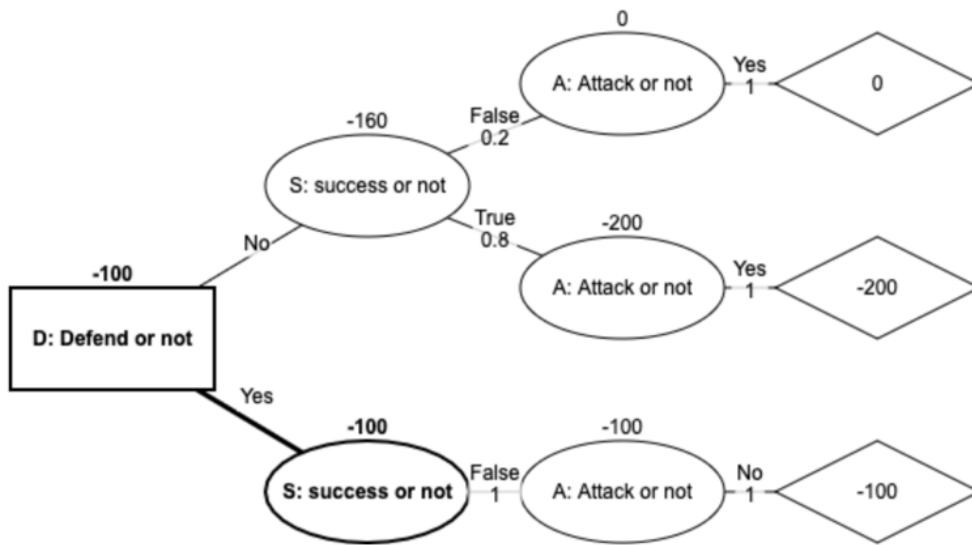 0
A: Attack or not
Yes
1
0
False
0.2
-160
S: success or not
True
0.8
-200
A: Attack or not
Yes
1
-200
No
-100
D: Defend or not
Yes
-100
S: success or not
False
1
-100
A: Attack or not
No
1
-100